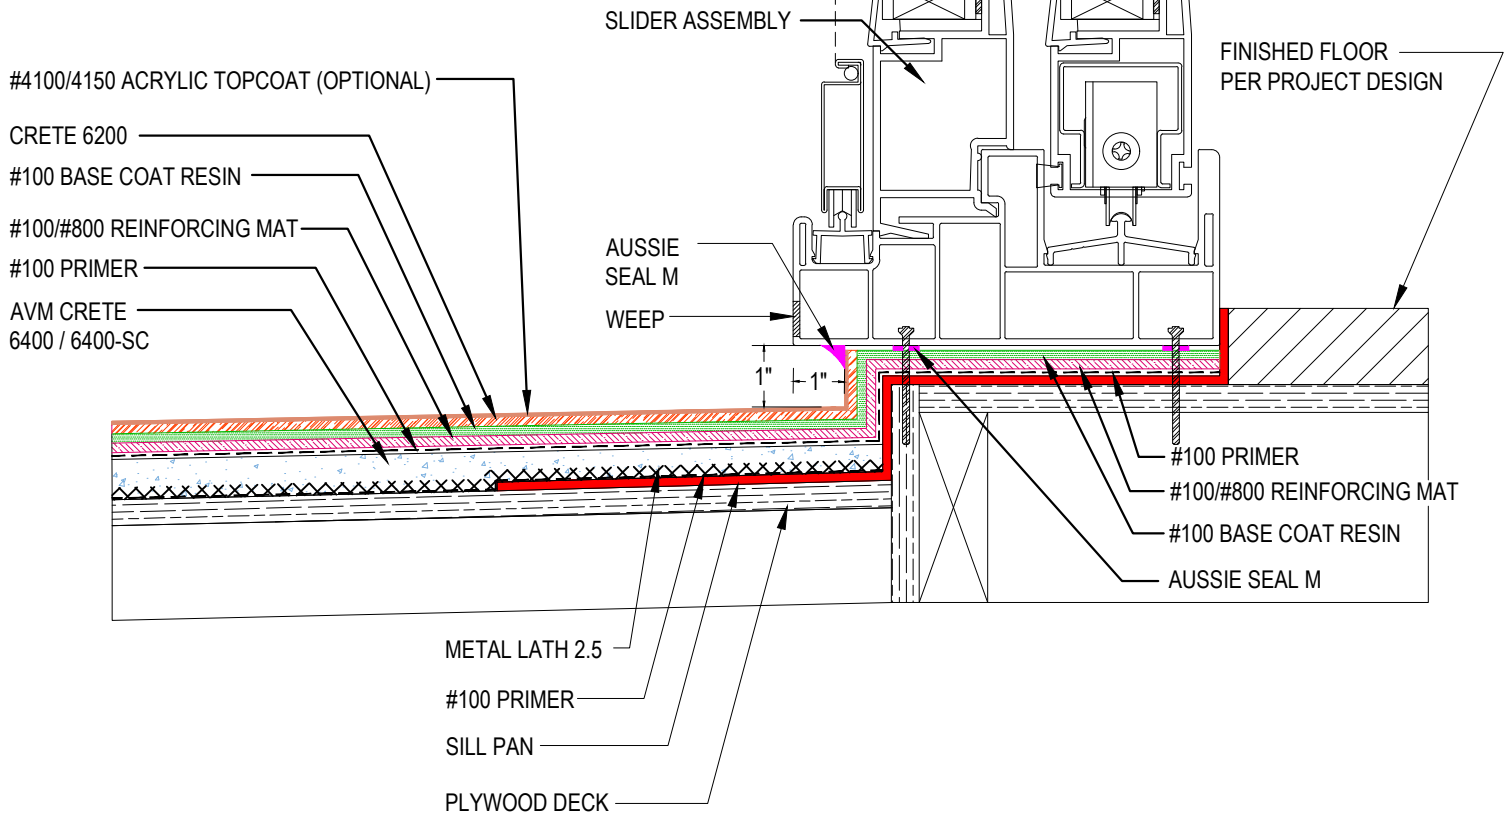 SLIDER ASSEMBLY
FINISHED FLOOR
PER PROJECT DESIGN
#4100/4150 ACRYLIC TOPCOAT (OPTIONAL)
CRETE 6200
#100 BASE COAT RESIN
#100/#800 REINFORCING MAT
#100 PRIMER
AVM CRETE
6400 / 6400-SC
AUSSIE
SEAL M
WEEP
1"
1"
#100 PRIMER
#100/#800 REINFORCING MAT
#100 BASE COAT RESIN
AUSSIE SEAL M
METAL LATH 2.5
#100 PRIMER
SILL PAN
PLYWOOD DECK